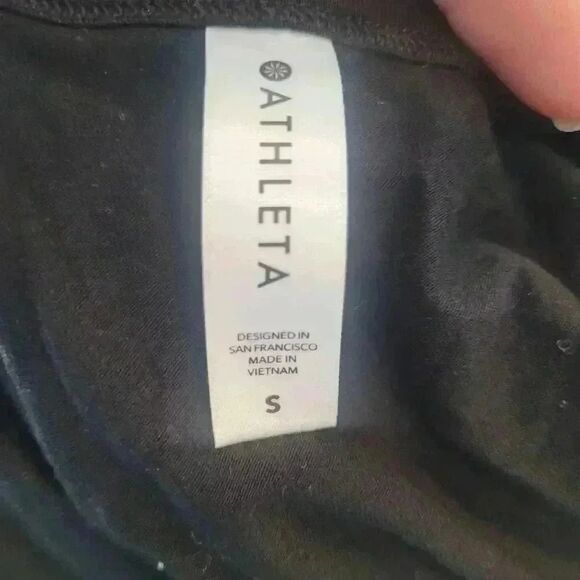 ATHLETA
DESIGNED IN
SAN FRANCISCO
MADE IN
VIETNAM
S